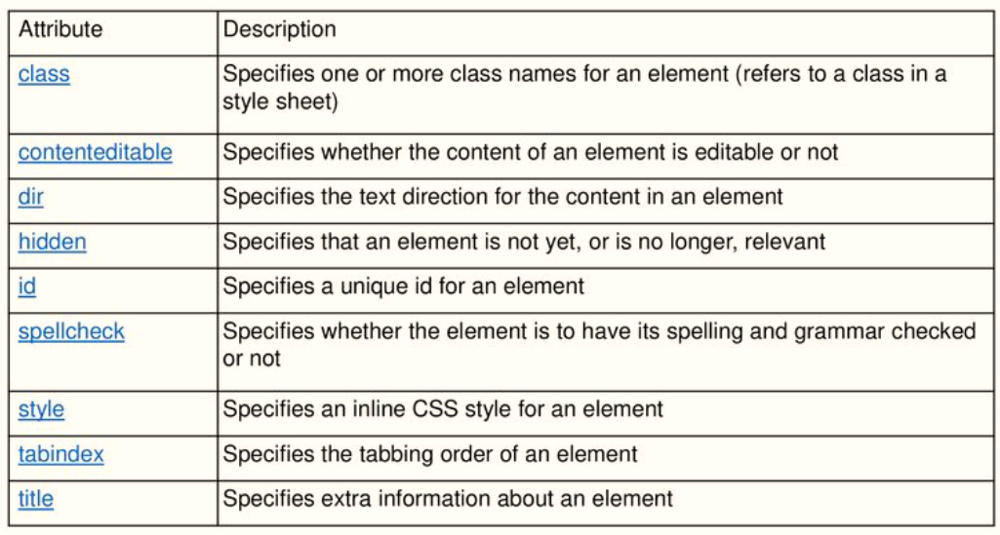 Attribute Description
class Specifies one or more class names for an element (refers to a class in a
style sheet)
contenteditable Specifies whether the content of an element is editable or not
dir Specifies the text direction for the content in an element
hidden Specifies that an element is not yet, or is no longer, relevant
id Specifies a unique id for an element
spellcheck Specifies whether the element is to have its spelling and grammar checked
or not
style Specifies an inline CSS style for an element
tabindex Specifies the tabbing order of an element
title Specifies extra information about an element